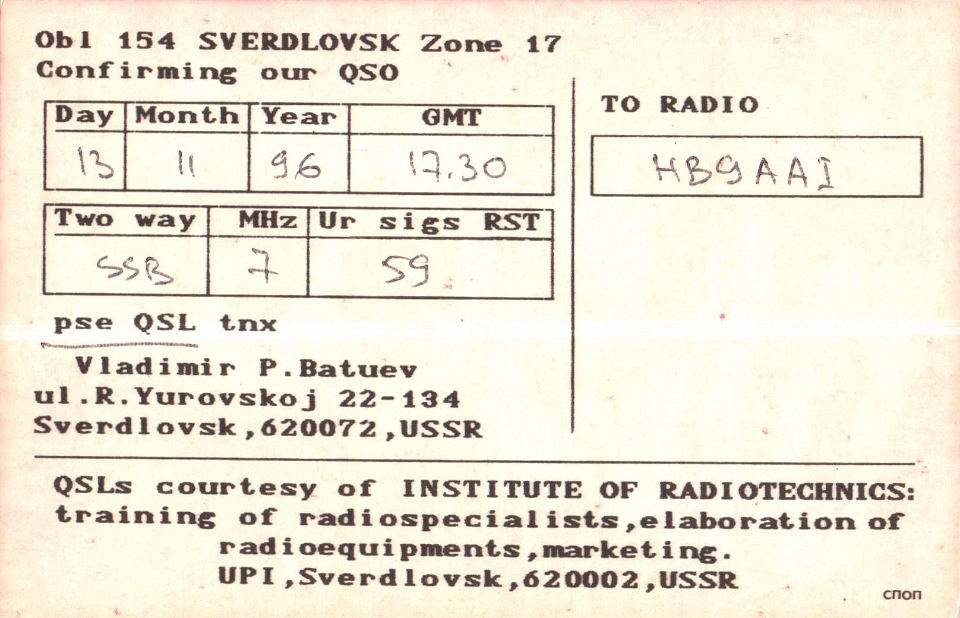 Obl 154 SVERDLOVSK Zone 17
Confirming our QSO
Day Month Year GMT
13 11 96 17.30
Two way MHz Ur sigs RST
SSB 7 59
pse QSL tnx
Vladimir P.Batuev
ul.R.Yurovskoj 22-134
Sverdlovsk,620072,USSR
TO RADIO
HB9AAI
QSLs courtesy of INSTITUTE OF RADIOTECHNICS:
training of radiospecialists,elaboration of
radioequipments,marketing.
UPI,Sverdlovsk,620002,USSR
СПОП